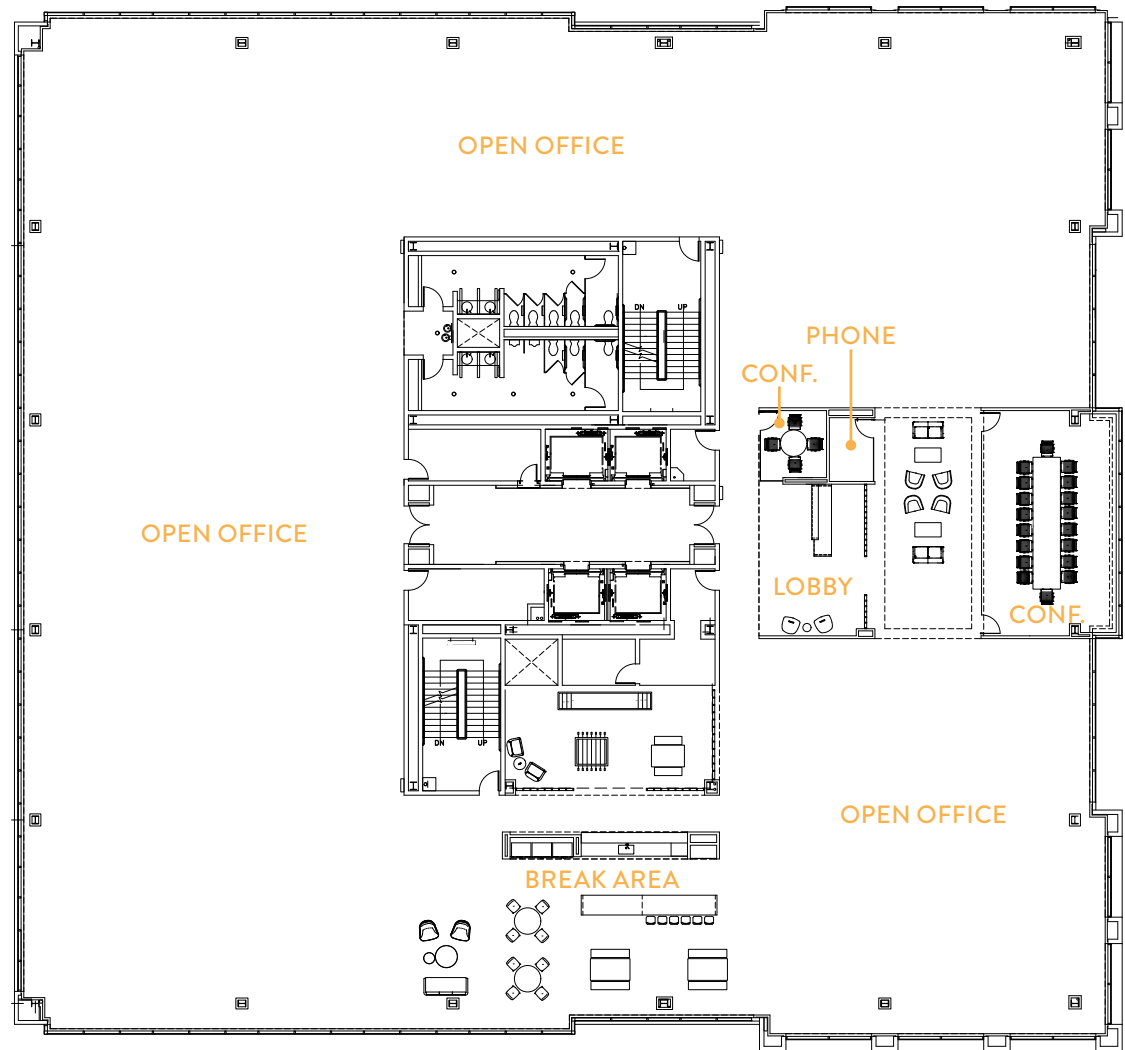 OPEN OFFICE
DN UP
PHONE
CONF.
OPEN OFFICE
LOBBY
CONF.
DN UP
OPEN OFFICE
BREAK AREA